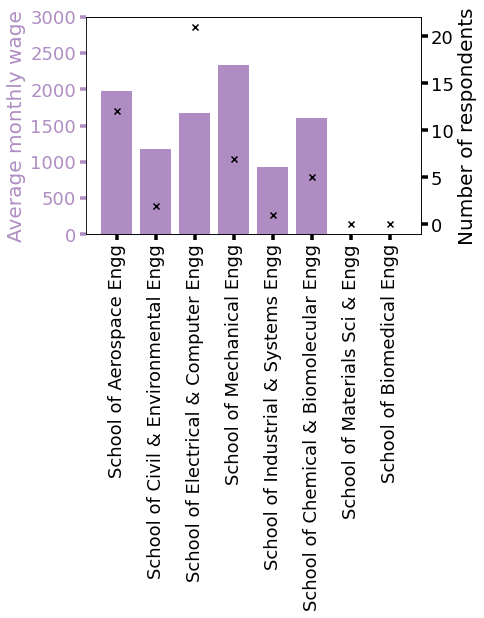 Average monthly wage
3000
2500
2000
1500
1000
500
0
20
15
10
5
0
Number of respondents
School of Aerospace Engg
School of Civil & Environmental Engg
School of Electrical & Computer Engg
School of Mechanical Engg
School of Industrial & Systems Engg
School of Chemical & Biomolecular Engg
School of Materials Sci & Engg
School of Biomedical Engg